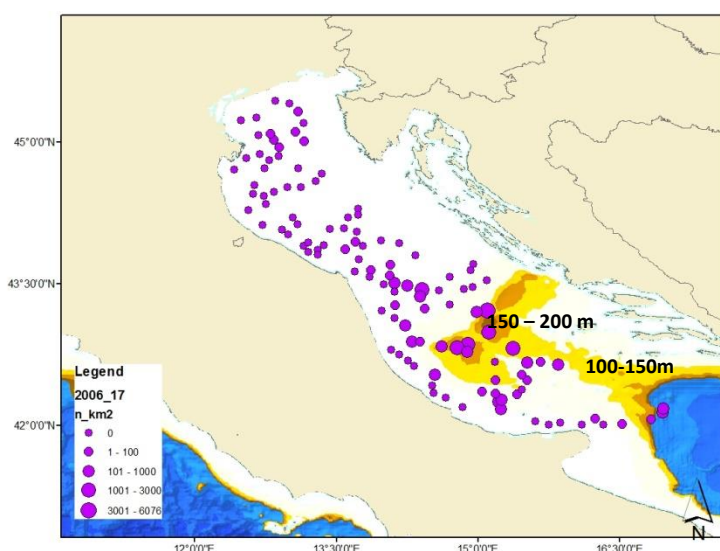 45°0'0"N
43°30'0"N
150 – 200 m
100-150m
Legend
2006_17
n_km2
0
1 - 100
101 - 1000
1001 - 3000
3001 - 6076
42°0'0"N
N
12°0'0"E
13°30'0"E
15°0'0"E
16°30'0"E